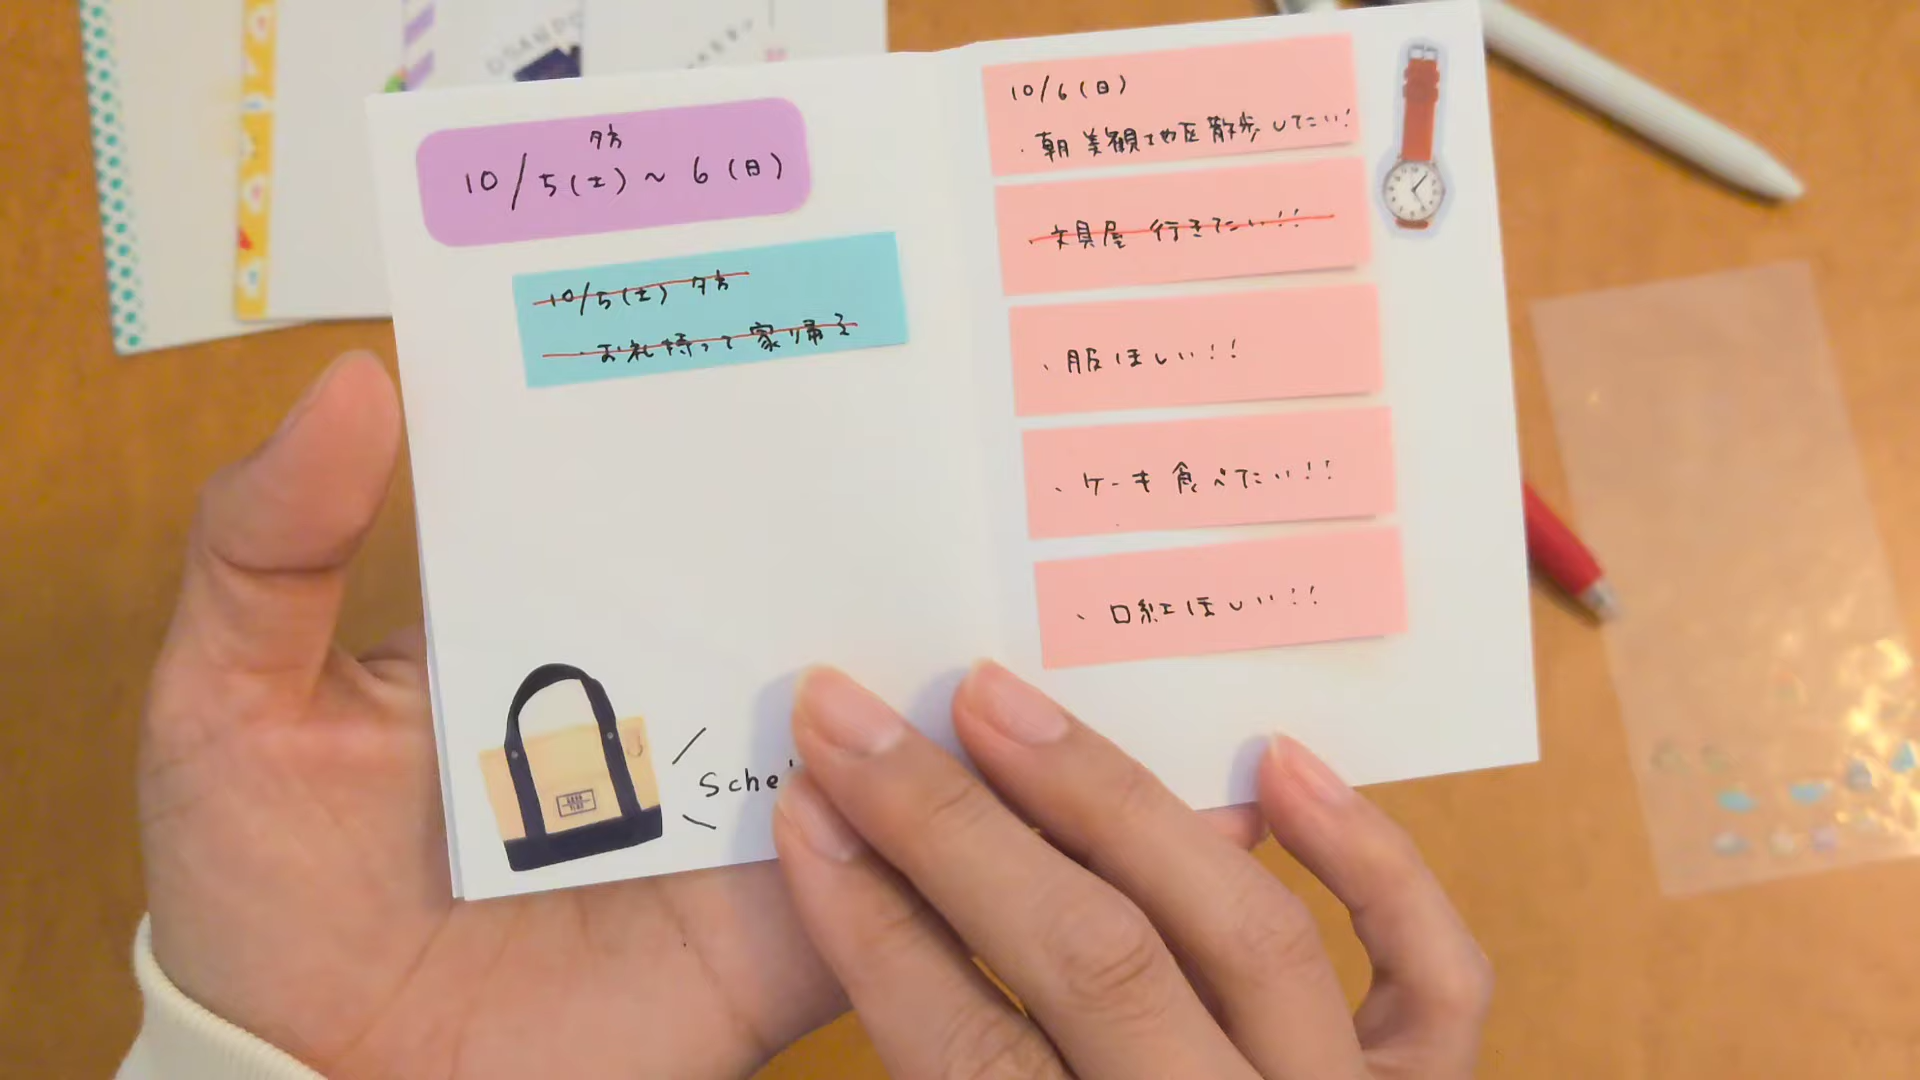 夕方
10/5(土)～6(日)
10/5(土) 夕方
・お礼持って家帰る
Sche
10/6(日)
・朝 美観地区散歩してたい!
・文具屋 行きてたい!!
・服ほしい!!
・ケーキ食べてたい!!
・口紅ほしい!!